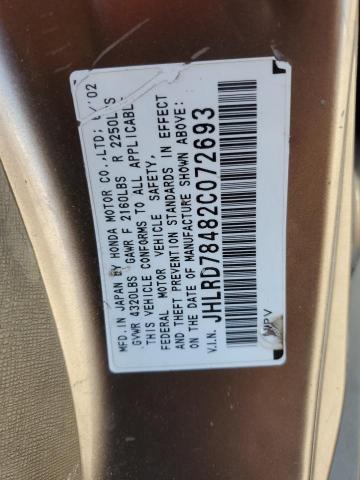 MFD. IN JAPAN BY HONDA MOTOR CO.,LTD: /02
GVWR 4320LBS GAWR F 2160LBS R 2250LBS
THIS VEHICLE CONFORMS TO ALL APPLICABLE
FEDERAL MOTOR VEHICLE SAFETY,
AND THEFT PREVENTION STANDARDS IN EFFECT
ON THE DATE OF MANUFACTURE SHOWN ABOVE:
V.I.N. JHLRD78482C072693
MPV